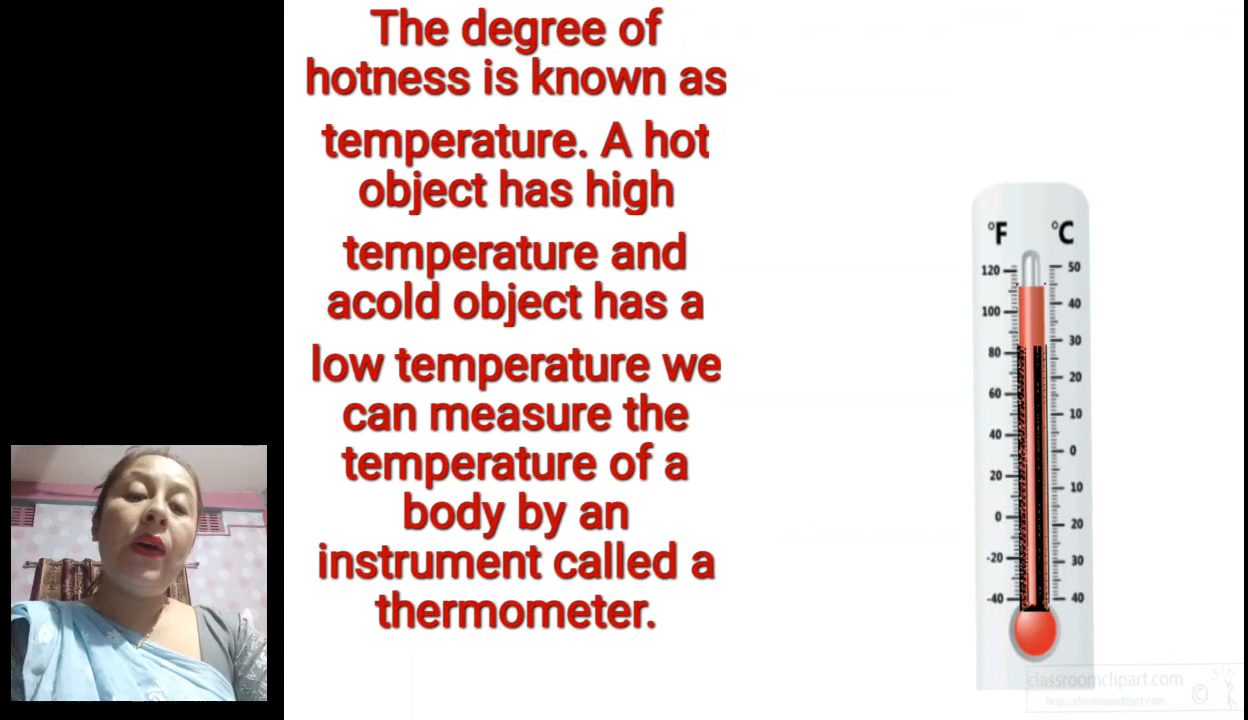 The degree of
hotness is known as
temperature. A hot
object has high
temperature and
acold object has a
low temperature we
can measure the
temperature of a
body by an
instrument called a
thermometer.
°F °C
120 50
100 40
80 30
60 20
40 10
20 0
0 10
-20 20
-40 30
40
classroomclipart.com
©